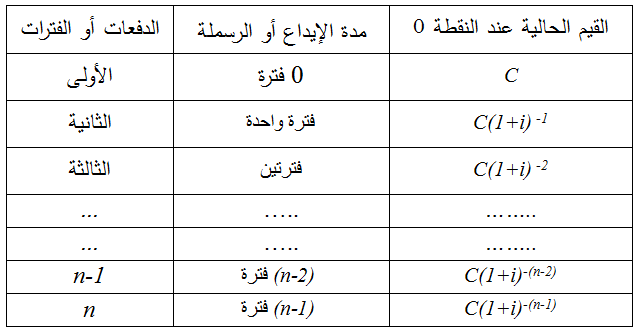 الدفعات أو الفترات	مدة الإيداع أو الرسملة	القيم الحالية عند النقطة 0
الأولى	0 فترة	C
الثانية	فترة واحدة	C(1+i) -1
الثالثة	فترتين	C(1+i) -2
...	.....	........
...	.....	........
n-1	(n-2) فترة	C(1+i)-(n-2)
n	(n-1) فترة	C(1+i)-(n-1)